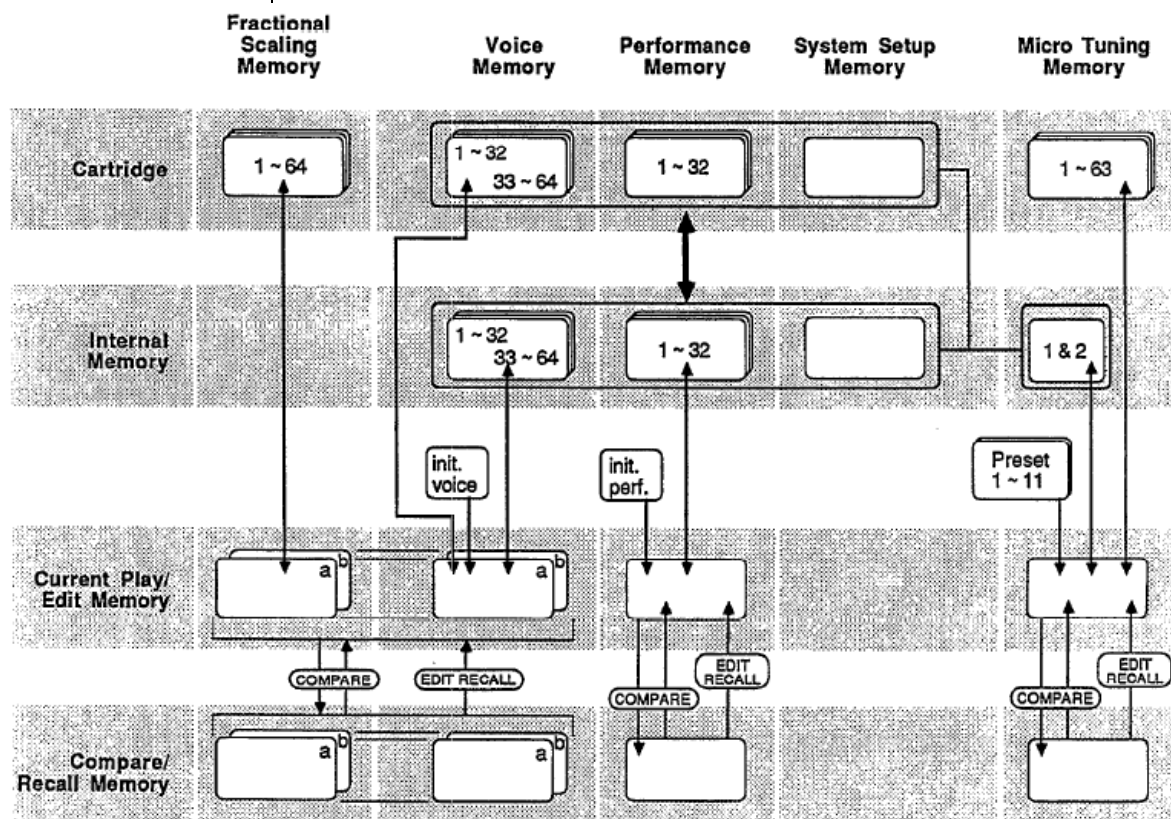 Fractional
Scaling
Memory
Voice
Memory
Performance
Memory
System Setup
Memory
Micro Tuning
Memory
Cartridge
1 ~ 64
1 ~ 32
33 ~ 64
1 ~ 32
1 ~ 63
Internal
Memory
1 ~ 32
33 ~ 64
1 ~ 32
1 & 2
init.
voice
init.
perf.
Preset
1 ~ 11
Current Play/
Edit Memory
a
b
a
b
COMPARE
EDIT RECALL
COMPARE
EDIT
RECALL
COMPARE
EDIT
RECALL
Compare/
Recall Memory
a
b
a
b